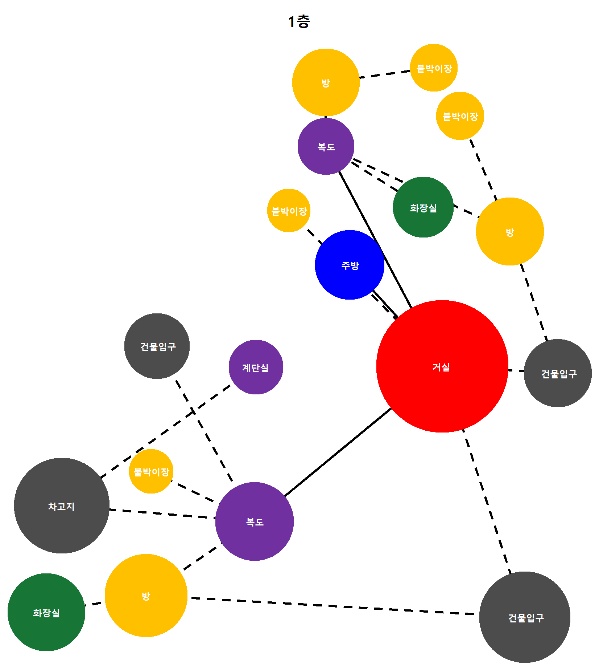 1층
방
붙박이장
붙박이장
복도
화장실
붙박이장
방
주방
건물입구
계단실
거실
건물입구
붙박이장
차고지
복도
방
화장실
건물입구